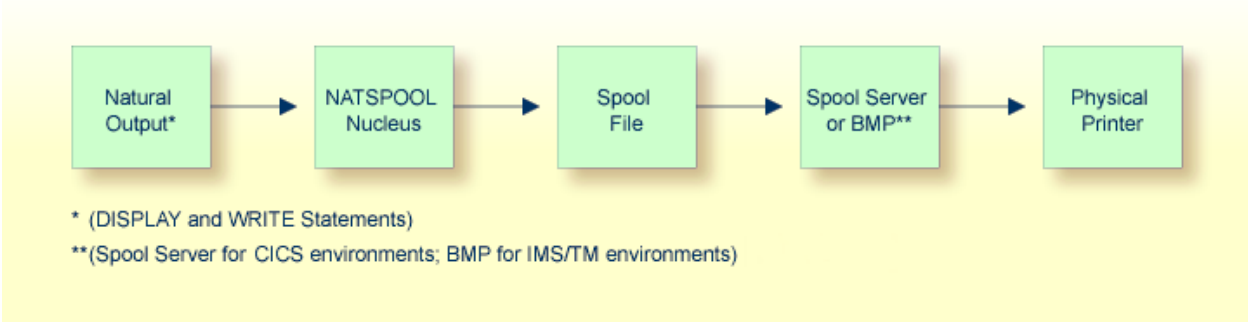 Natural
Output*
NATSPOOL
Nucleus
Spool
File
Spool Server
or BMP**
Physical
Printer
* (DISPLAY and WRITE Statements)
**(Spool Server for CICS environments; BMP for IMS/TM environments)